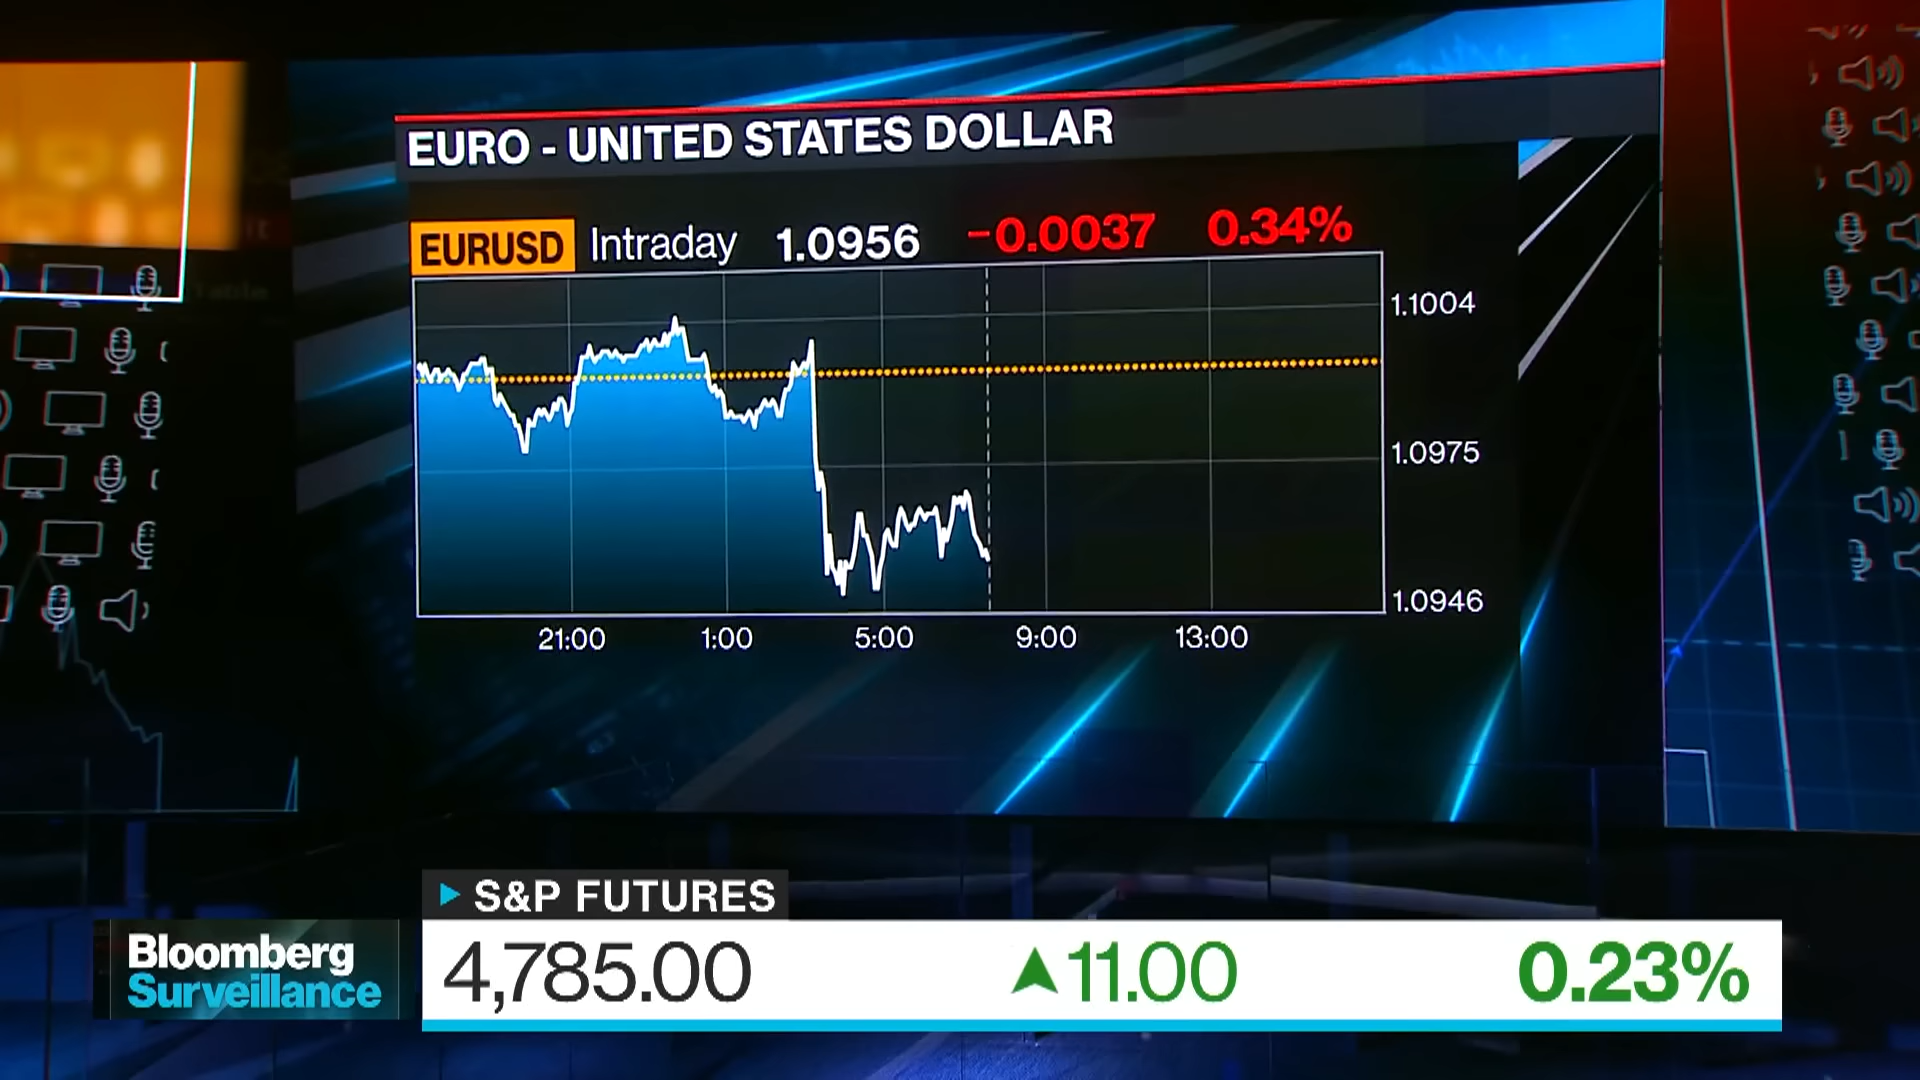 EURO - UNITED STATES DOLLAR
EURUSD Intraday 1.0956 -0.0037 0.34%
1.1004
1.0975
1.0946
21:00 1:00 5:00 9:00 13:00
S&P FUTURES
Bloomberg
Surveillance
4,785.00 11.00 0.23%